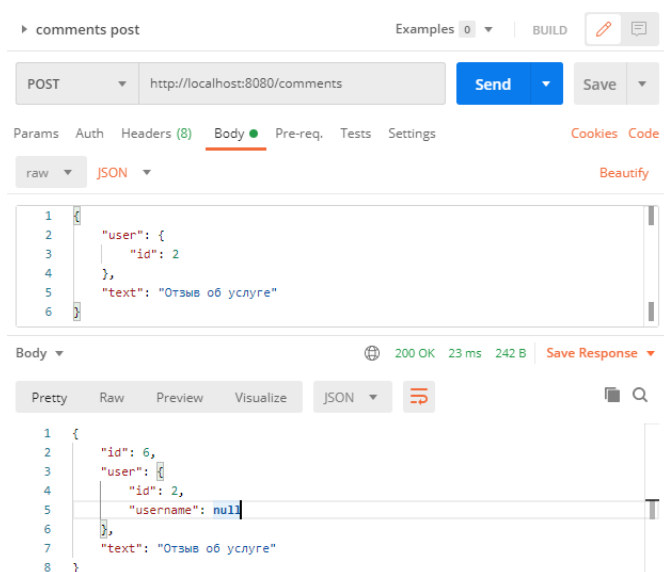 comments post Examples 0 BUILD
POST http://localhost:8080/comments Send Save
Params Auth Headers (8) Body Pre-req. Tests Settings Cookies Code
raw JSON Beautify
1 {
2 "user": {
3 "id": 2
4 },
5 "text": "Отзыв об услуге"
6 }
Body 200 OK 23 ms 242 B Save Response
Pretty Raw Preview Visualize JSON
1 {
2 "id": 6,
3 "user": {
4 "id": 2,
5 "username": null
6 },
7 "text": "Отзыв об услуге"
8 }